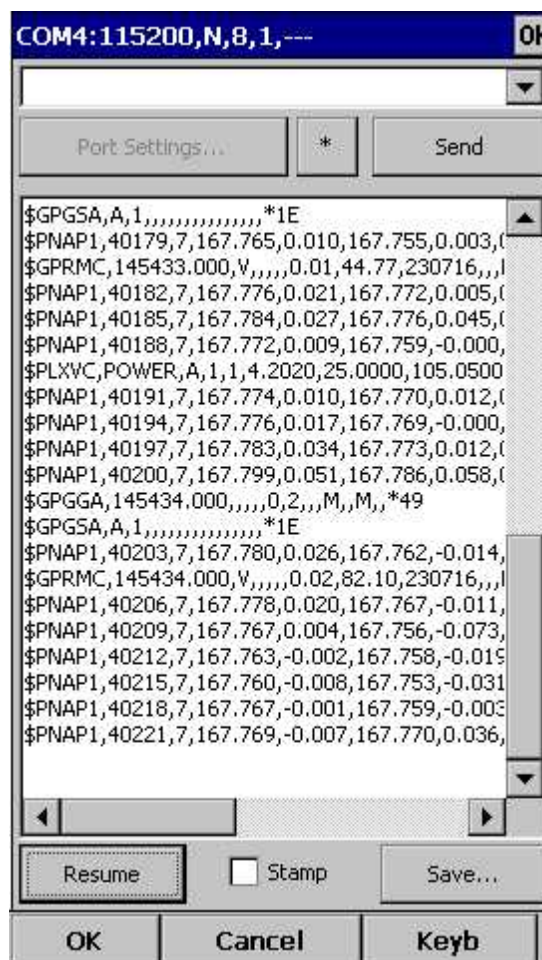 COM4:115200,N,8,1,---
Port Settings...
*
Send
$GPGSA,A,1,,,,,,,,,,,,,,,,*1E
$PNAP1,40179,7,167.765,0.010,167.755,0.003,
$GPRMC,145433.000,V,,,,,0.01,44.77,230716,,,
$PNAP1,40182,7,167.776,0.021,167.772,0.005,
$PNAP1,40185,7,167.784,0.027,167.776,0.045,
$PNAP1,40188,7,167.772,0.009,167.759,-0.000,
$PLXVC,POWER,A,1,1,4.2020,25.0000,105.0500
$PNAP1,40191,7,167.774,0.010,167.770,0.012,
$PNAP1,40194,7,167.776,0.017,167.769,-0.000,
$PNAP1,40197,7,167.783,0.034,167.773,0.012,
$PNAP1,40200,7,167.799,0.051,167.786,0.058,
$GPGGA,145434.000,,,,,0,2,,,M,,M,,*49
$GPGSA,A,1,,,,,,,,,,,,,,,,*1E
$PNAP1,40203,7,167.780,0.026,167.762,-0.014,
$GPRMC,145434.000,V,,,,,0.02,82.10,230716,,,
$PNAP1,40206,7,167.778,0.020,167.767,-0.011,
$PNAP1,40209,7,167.767,0.004,167.756,-0.073,
$PNAP1,40212,7,167.763,-0.002,167.758,-0.019
$PNAP1,40215,7,167.760,-0.008,167.753,-0.031
$PNAP1,40218,7,167.767,-0.001,167.759,-0.003
$PNAP1,40221,7,167.769,-0.007,167.770,0.036,
Resume
Stamp
Save...
OK
Cancel
Keyb